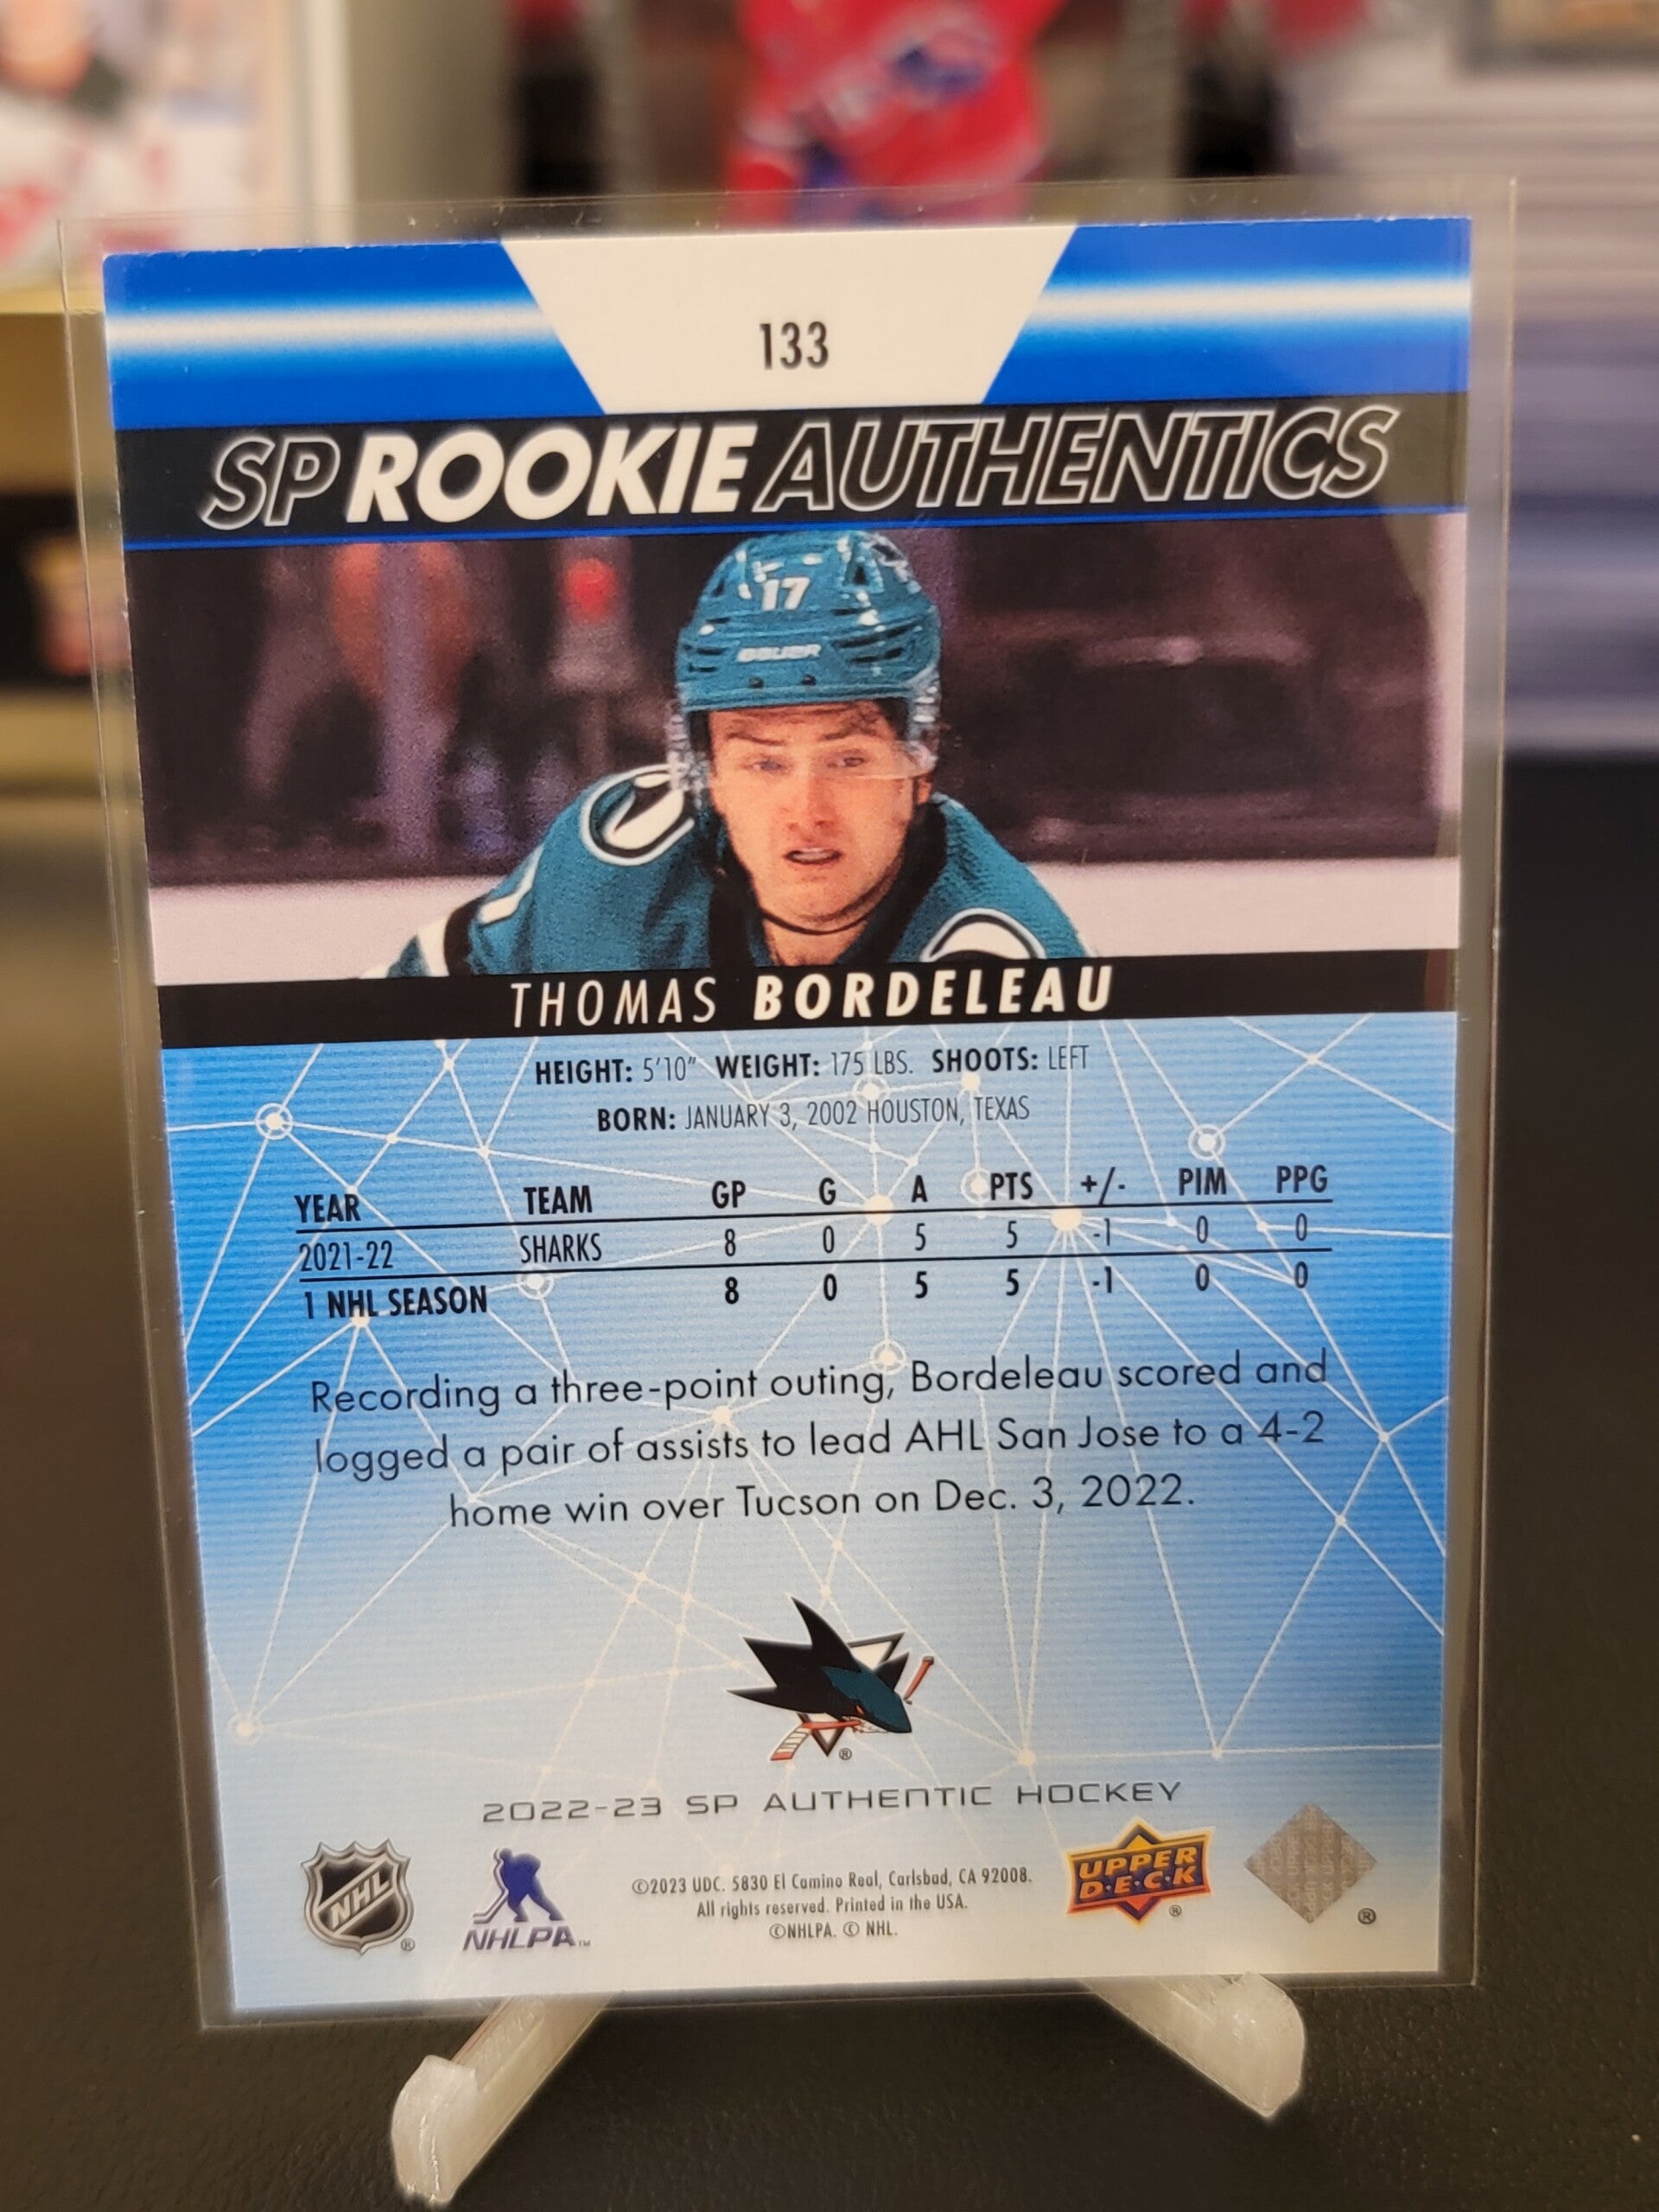 133
SP ROOKIE AUTHENTICS
17
BAUER
THOMAS BORDELEAU
HEIGHT: 5'10" WEIGHT: 175 LBS. SHOOTS: LEFT
BORN: JANUARY 3, 2002 HOUSTON, TEXAS
YEAR TEAM GP G A PTS +/- PIM PPG
2021-22 SHARKS 8 0 5 5 -1 0 0
1 NHL SEASON 8 0 5 5 -1 0 0
Recording a three-point outing, Bordeleau scored and
logged a pair of assists to lead AHL San Jose to a 4-2
home win over Tucson on Dec. 3, 2022.
®
2022-23 SP AUTHENTIC HOCKEY
NHL ®
NHLPA™
©2023 UDC. 5830 El Camino Real, Carlsbad, CA 92008.
All rights reserved. Printed in the USA.
©NHLPA. © NHL.
UPPER
D·E·C·K ®
®